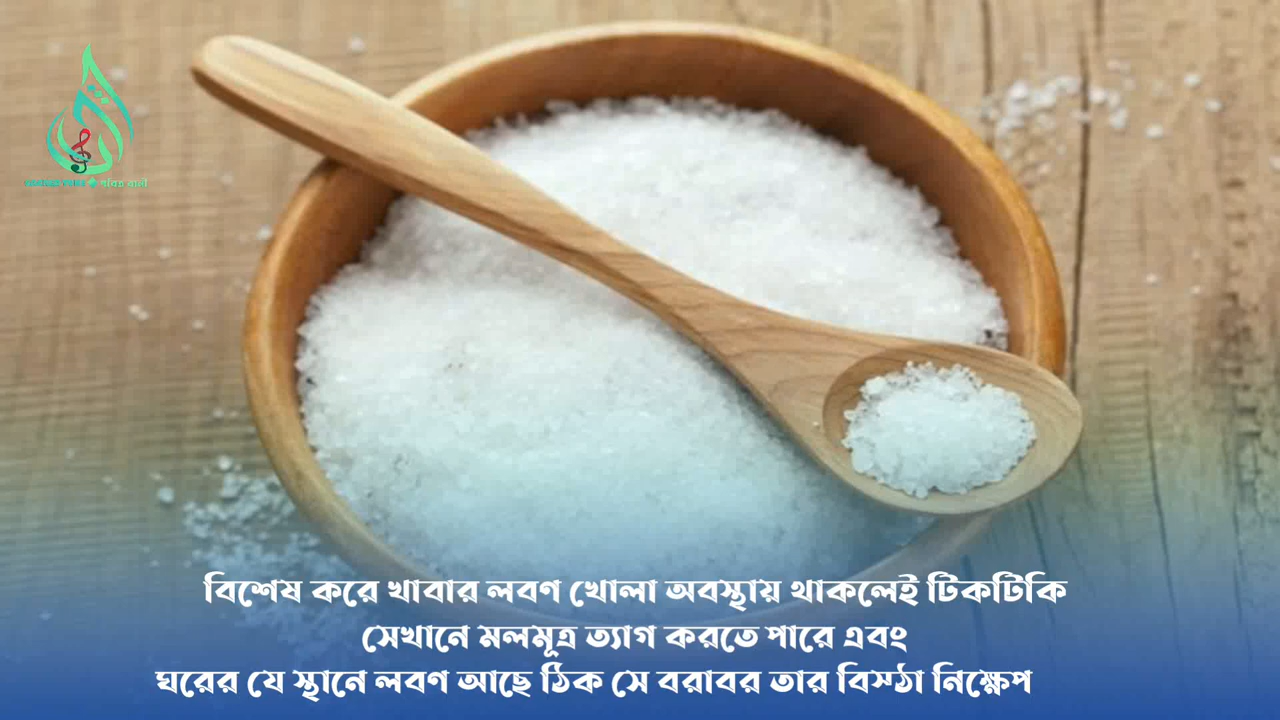 বিশেষ করে খাবার লবণ খোলা অবস্থায় থাকলেই টিকটিকি
সেখানে মলমূত্র ত্যাগ করতে পারে এবং
ঘরের যে স্থানে লবণ আছে ঠিক সে বরাবর তার বিস্ঠা নিক্ষেপ